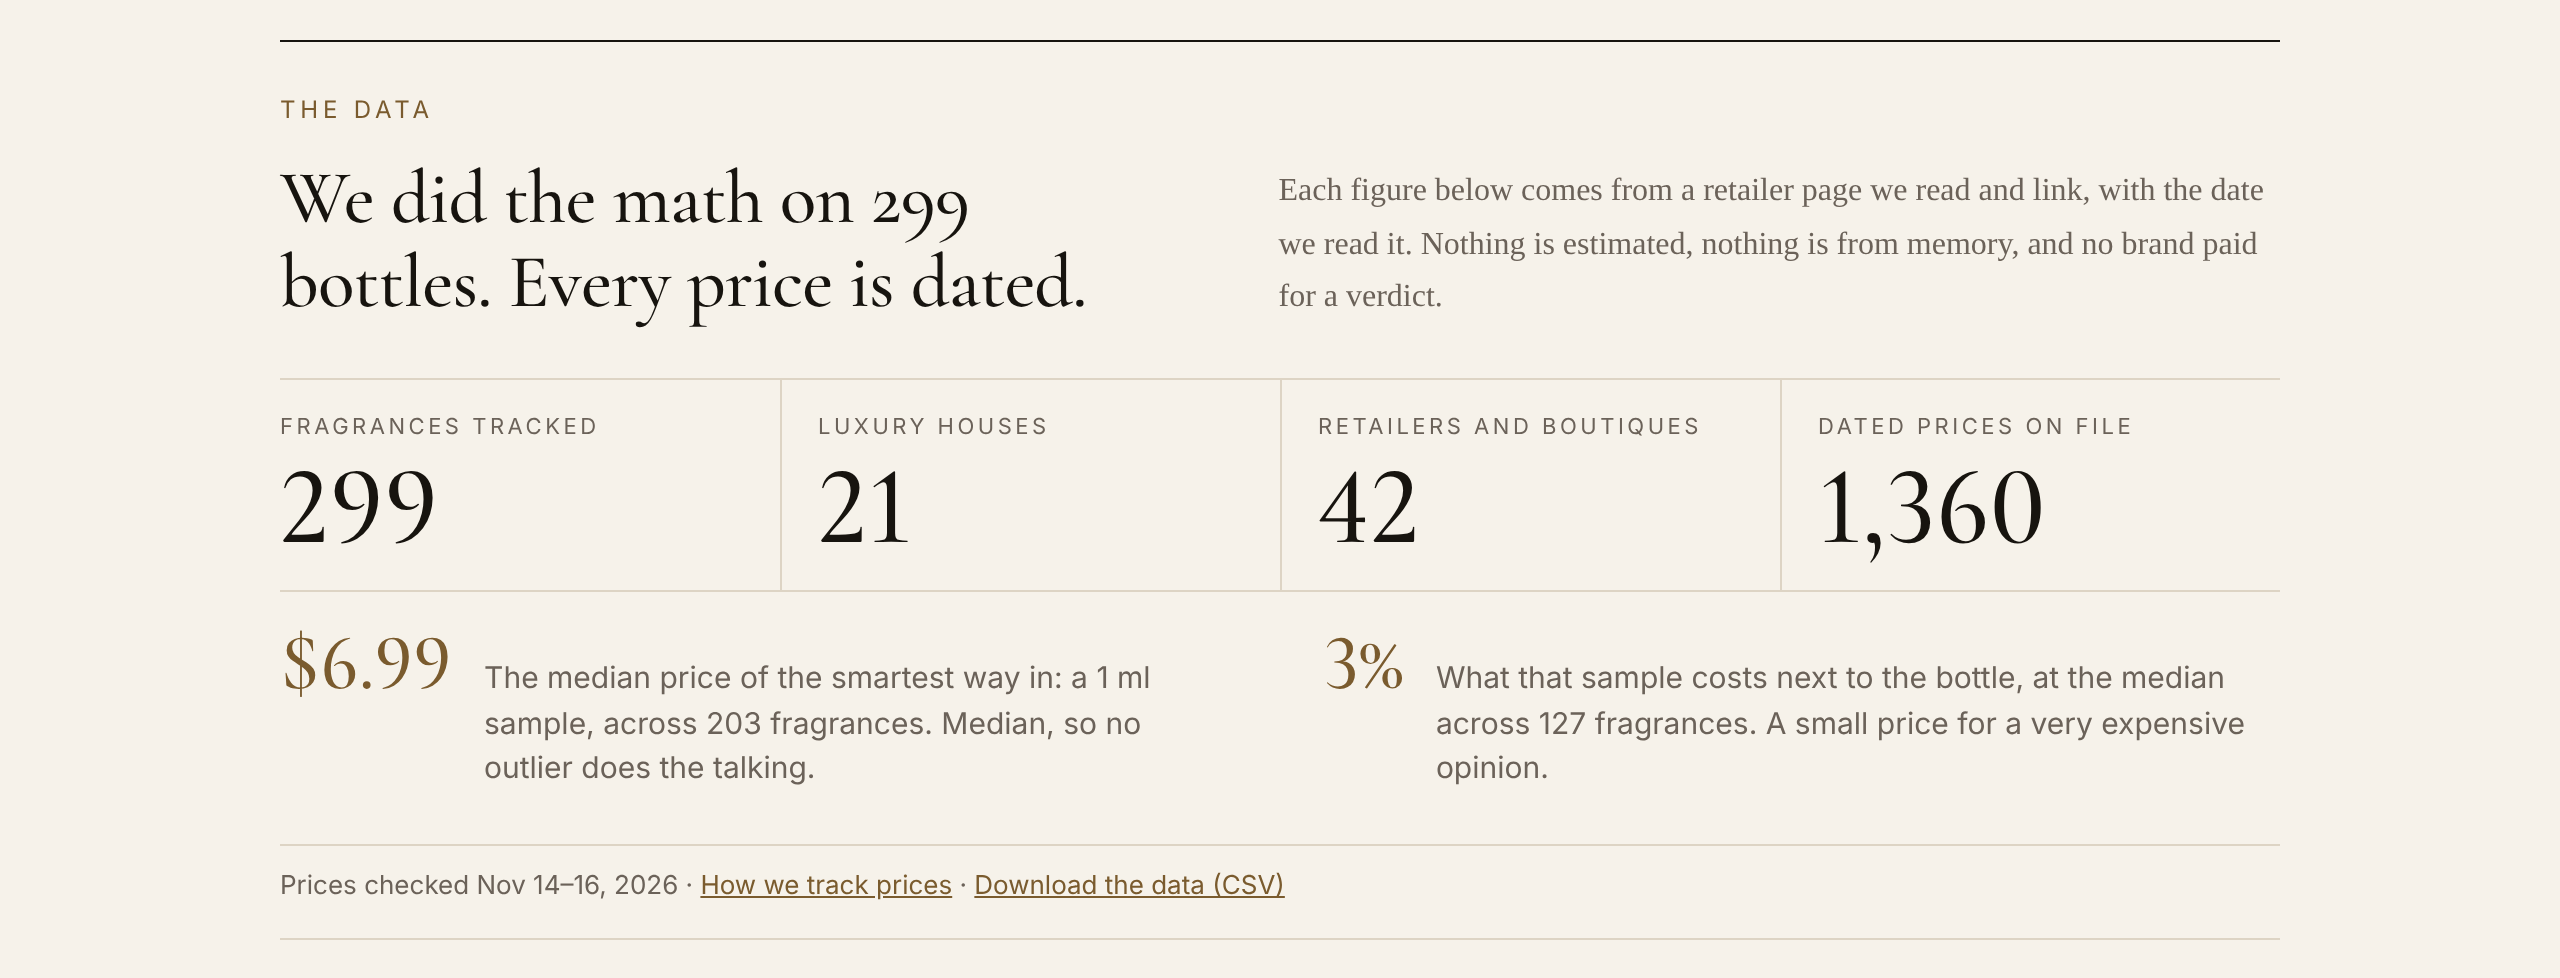 THE DATA
We did the math on 299
bottles. Every price is dated.
Each figure below comes from a retailer page we read and link, with the date
we read it. Nothing is estimated, nothing is from memory, and no brand paid
for a verdict.
FRAGRANCES TRACKED
299
LUXURY HOUSES
21
RETAILERS AND BOUTIQUES
42
DATED PRICES ON FILE
1,360
$6.99
The median price of the smartest way in: a 1 ml
sample, across 203 fragrances. Median, so no
outlier does the talking.
3%
What that sample costs next to the bottle, at the median
across 127 fragrances. A small price for a very expensive
opinion.
Prices checked Nov 14–16, 2026 · How we track prices · Download the data (CSV)